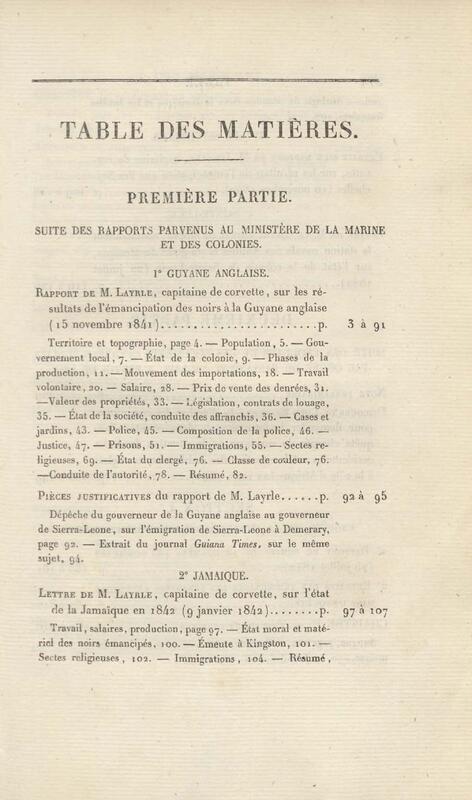 TABLE DES MATIÈRES.
PREMIÈRE PARTIE.
SUITE DES RAPPORTS PARVENUS AU MINISTÈRE DE LA MARINE
ET DES COLONIES.
1° GUYANE ANGLAISE.
RAPPORT DE M. LAYRLE, capitaine de corvette, sur les ré-
sultats de l'émancipation des noirs à la Guyane anglaise
(15 novembre 1841)........................p. 3 à 91
Territoire et topographie, page 4. — Population, 5. — Gou-
vernement local, 7. — État de la colonie, 9. — Phases de la
production, 11. — Mouvement des importations, 18. — Travail
volontaire, 20. — Salaire, 28. — Prix de vente des denrées, 31.
— Valeur des propriétés, 33. — Législation, contrats de louage,
35. — État de la société, conduite des affranchis, 36. — Cases et
jardins, 43. — Police, 45. — Composition de la police, 46. —
Justice, 47. — Prisons, 51. — Immigrations, 55. — Sectes re-
ligieuses, 69. — État du clergé, 76. — Classe de couleur, 76.
— Conduite de l'autorité, 78. — Résumé, 82.
PIÈCES JUSTIFICATIVES du rapport de M. Layrle......p. 92 à 95
Dépêche du gouverneur de la Guyane anglaise au gouverneur
de Sierra-Leone, sur l'émigration de Sierra-Leone à Demerary,
page 92. — Extrait du journal Guiana Times, sur le même
sujet, 94.
2° JAMAÏQUE.
LETTRE DE M. LAYRLE, capitaine de corvette, sur l'état
de la Jamaïque en 1842 (9 janvier 1842)........p. 97 à 107
Travail, salaires, production, page 97. — État moral et maté-
riel des noirs émancipés, 100. — Émeute à Kingston, 101. —
Sectes religieuses, 102. — Immigrations, 104. — Résumé,